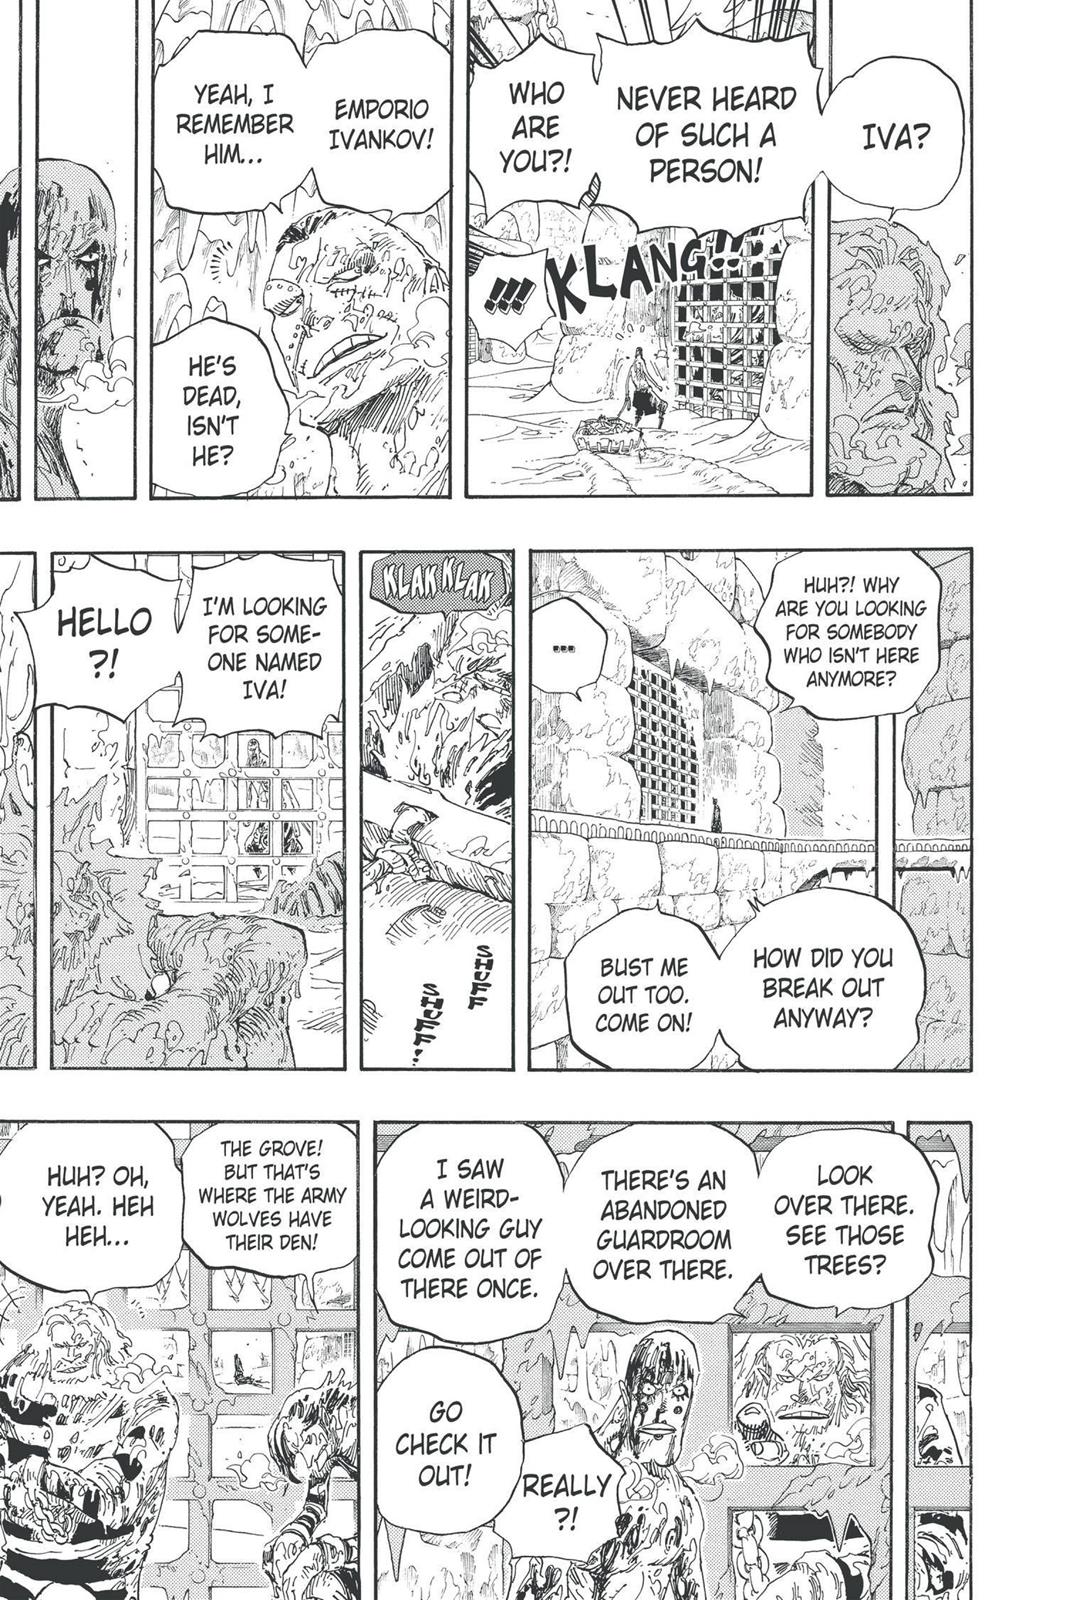 IVA?
NEVER HEARD
OF SUCH A
PERSON!
WHO
ARE
YOU?!
KLANG!!
!!!
EMPORIO
IVANKOV!
YEAH, I
REMEMBER
HIM...
HE'S
DEAD,
ISN'T
HE?
HUH?! WHY
ARE YOU LOOKING
FOR SOMEBODY
WHO ISN'T HERE
ANYMORE?
...
HOW DID YOU
BREAK OUT
ANYWAY?
BUST ME
OUT TOO.
COME ON!
KLAK KLAK
SHUFF
SHUFF!
I'M LOOKING
FOR SOME-
ONE NAMED
IVA!
HELLO
?!
LOOK
OVER THERE.
SEE THOSE
TREES?
THERE'S AN
ABANDONED
GUARDROOM
OVER THERE.
I SAW
A WEIRD-
LOOKING GUY
COME OUT OF
THERE ONCE.
GO
CHECK IT
OUT!
REALLY
?!
THE GROVE!
BUT THAT'S
WHERE THE ARMY
WOLVES HAVE
THEIR DEN!
HUH? OH,
YEAH. HEH
HEH...